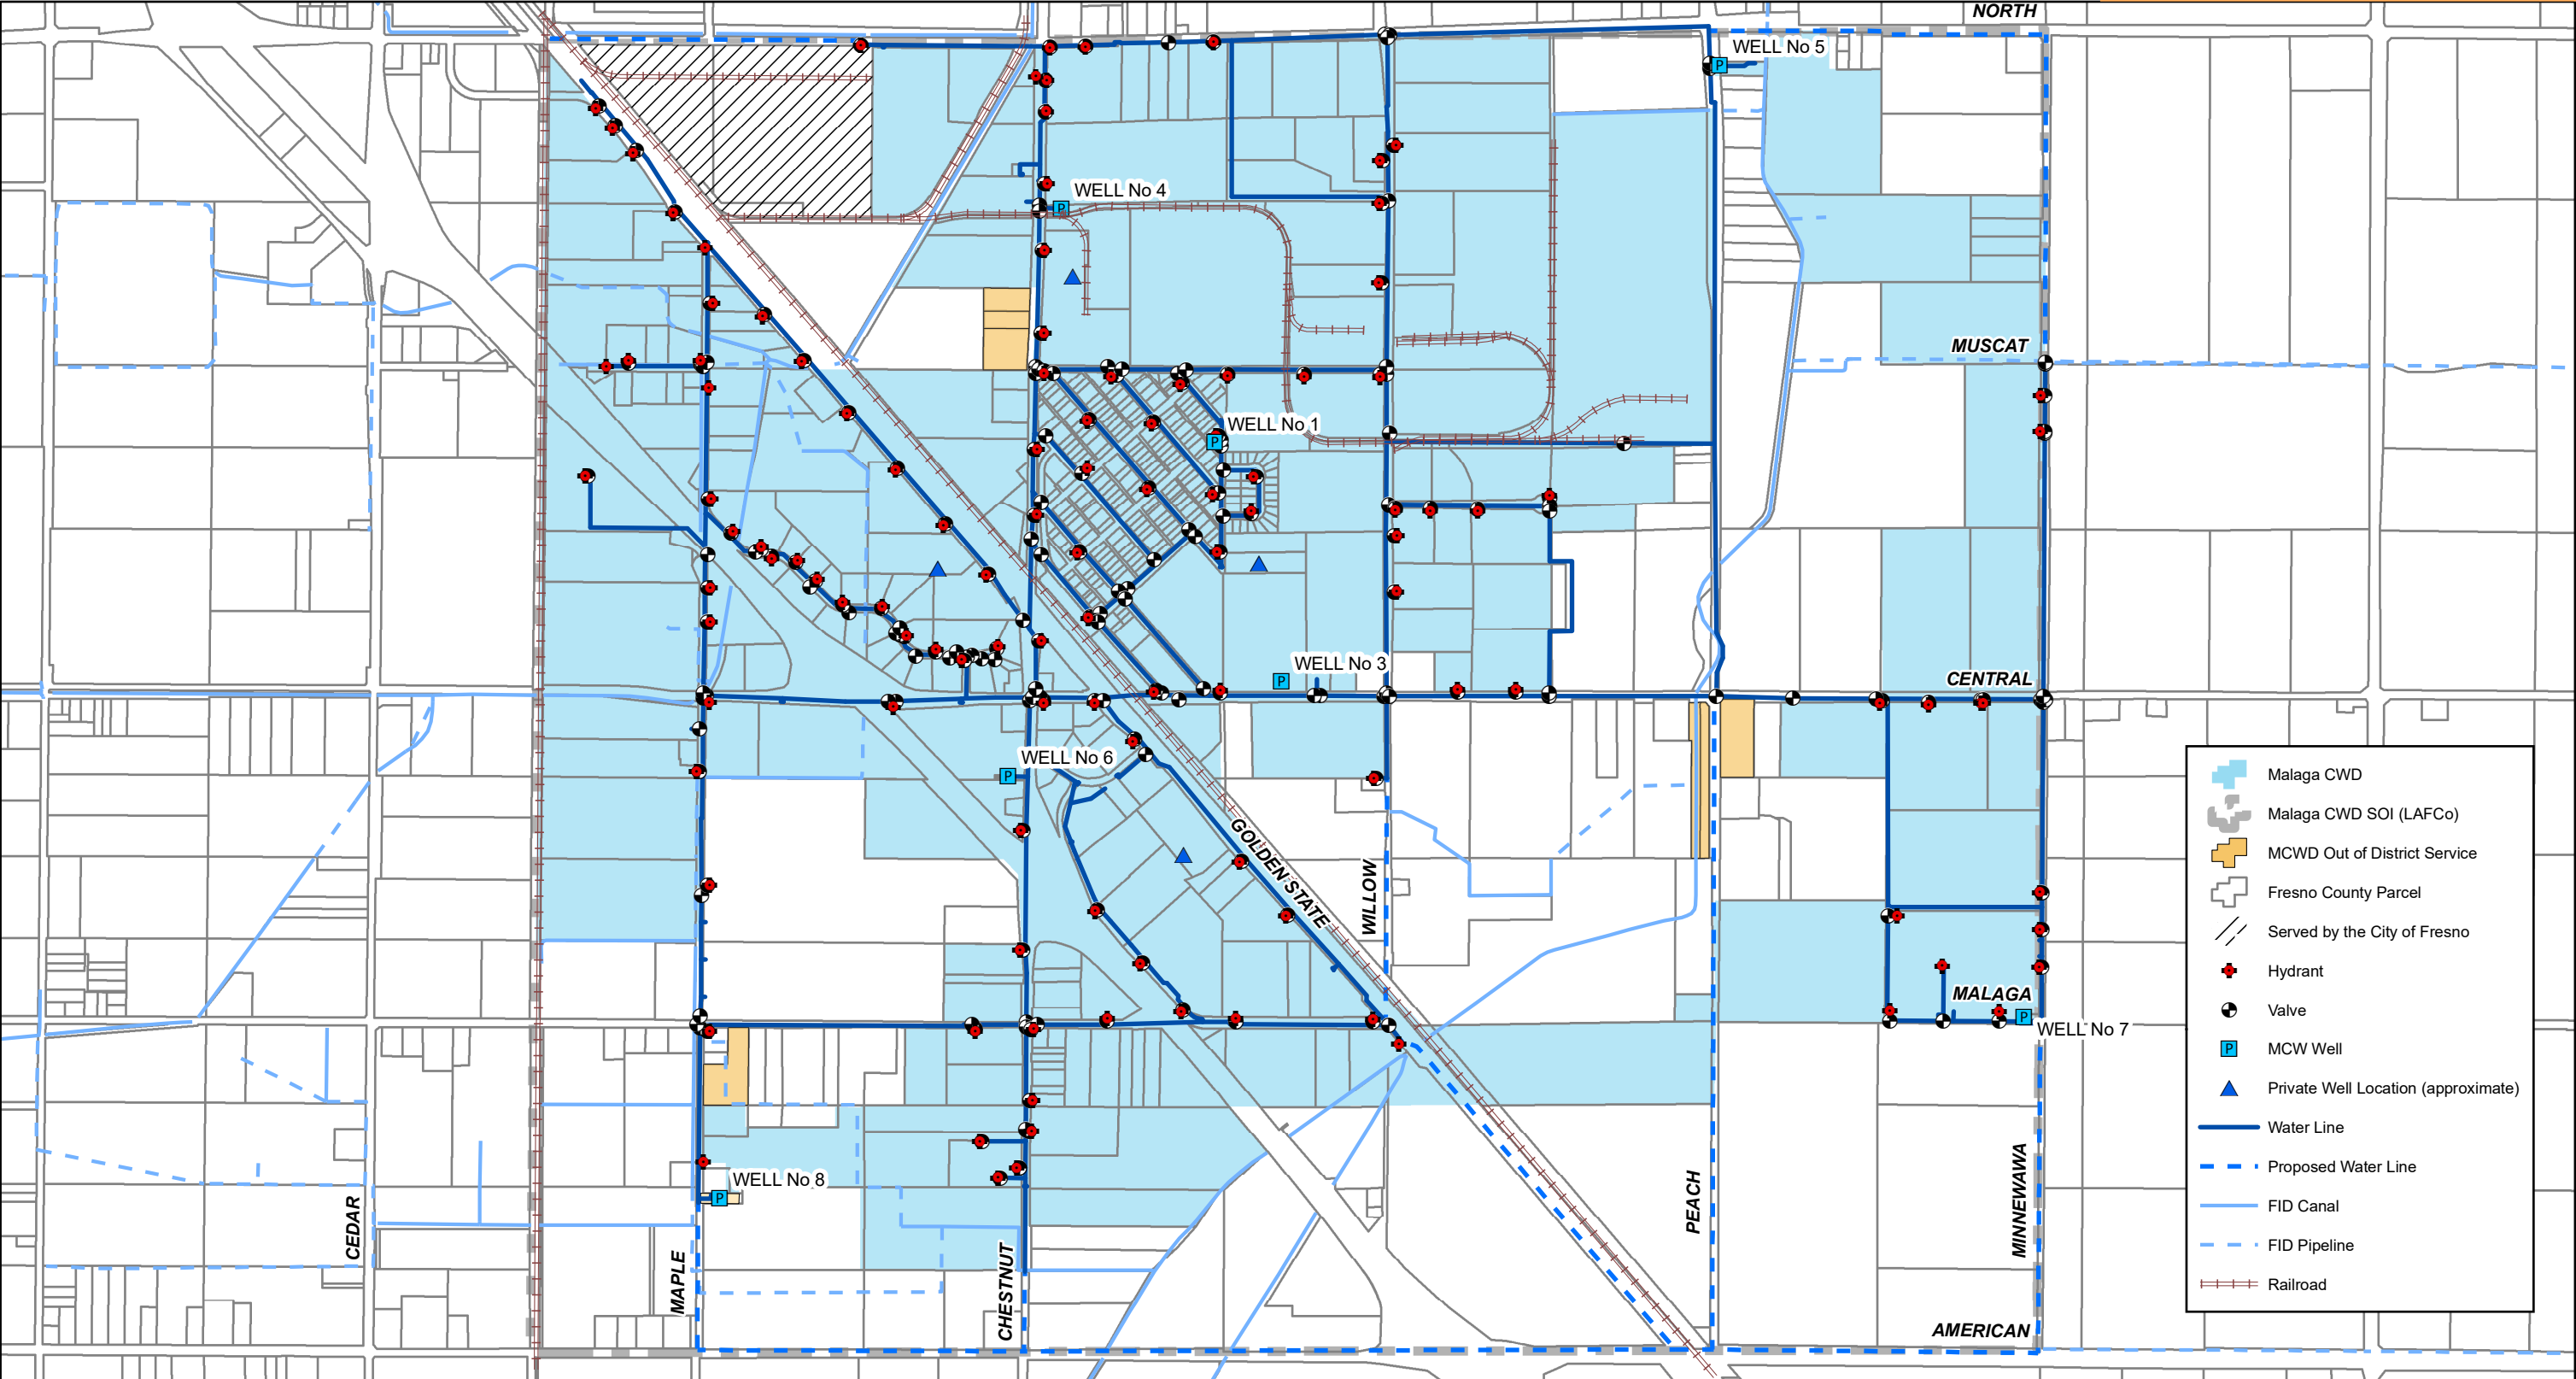 NORTH
WELL No 5
WELL No 4
MUSCAT
WELL No 1
WELL No 3
CENTRAL
WELL No 6
GOLDEN STATE
WILLOW
MALAGA
WELL No 7
WELL No 8
CEDAR
MAPLE
CHESTNUT
PEACH
MINNEWAWA
AMERICAN
Malaga CWD
Malaga CWD SOI (LAFCo)
MCWD Out of District Service
Fresno County Parcel
Served by the City of Fresno
Hydrant
Valve
P MCW Well
Private Well Location (approximate)
Water Line
Proposed Water Line
FID Canal
FID Pipeline
Railroad
P
P
P
P
P
P
P